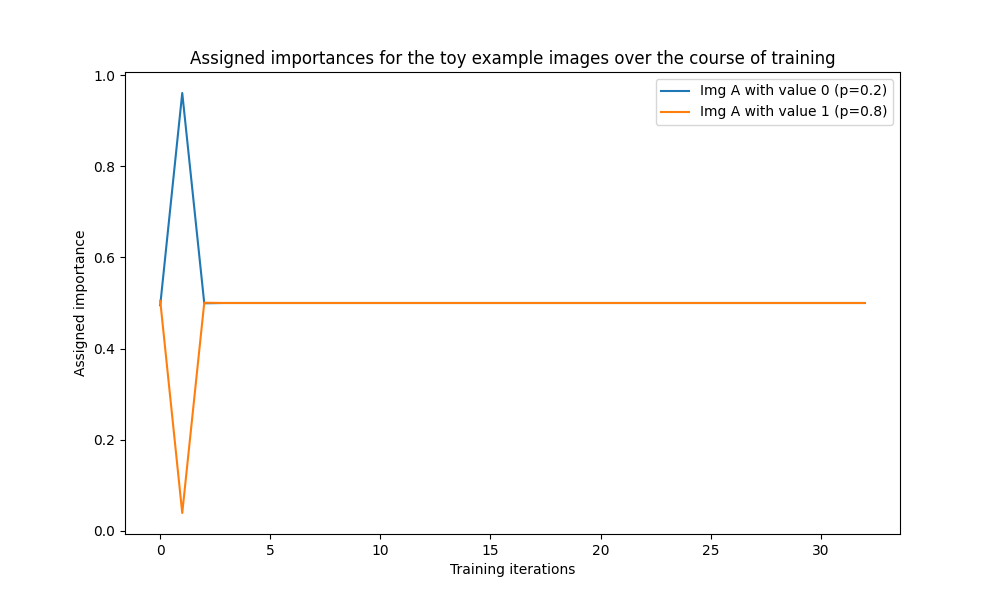 Assigned importances for the toy example images over the course of training
Img A with value 0 (p=0.2)
Img A with value 1 (p=0.8)
1.0
0.8
0.6
0.4
0.2
0.0
Assigned importance
0 5 10 15 20 25 30
Training iterations